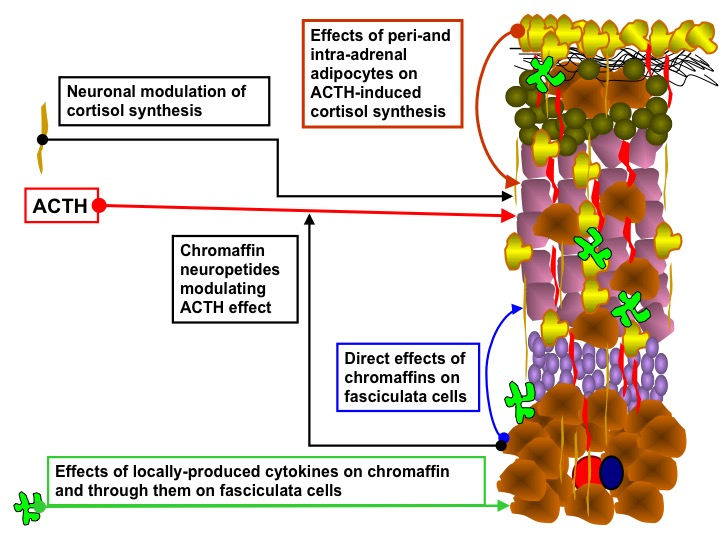 Effects of peri-and
intra-adrenal
adipocytes on
ACTH-induced
cortisol synthesis
Neuronal modulation of
cortisol synthesis
ACTH
Chromaffin
neuropetides
modulating
ACTH effect
Direct effects of
chromaffins on
fasciculata cells
Effects of locally-produced cytokines on chromaffin
and through them on fasciculata cells